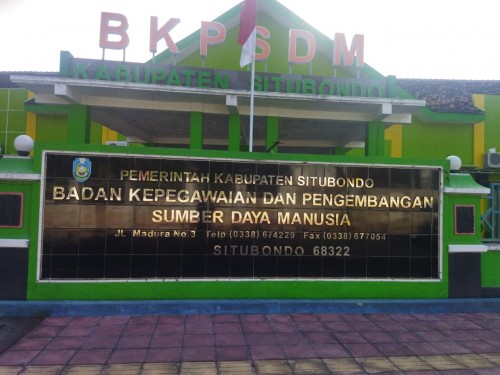 BKPSDM
KABUPATEN SITUBONDO
PEMERINTAH KABUPATEN SITUBONDO
BADAN KEPEGAWAIAN DAN PENGEMBANGAN
SUMBER DAYA MANUSIA
JL. Madura No.3 Telp (0338) 674229 Fax (0338) 677054
SITUBONDO 68322